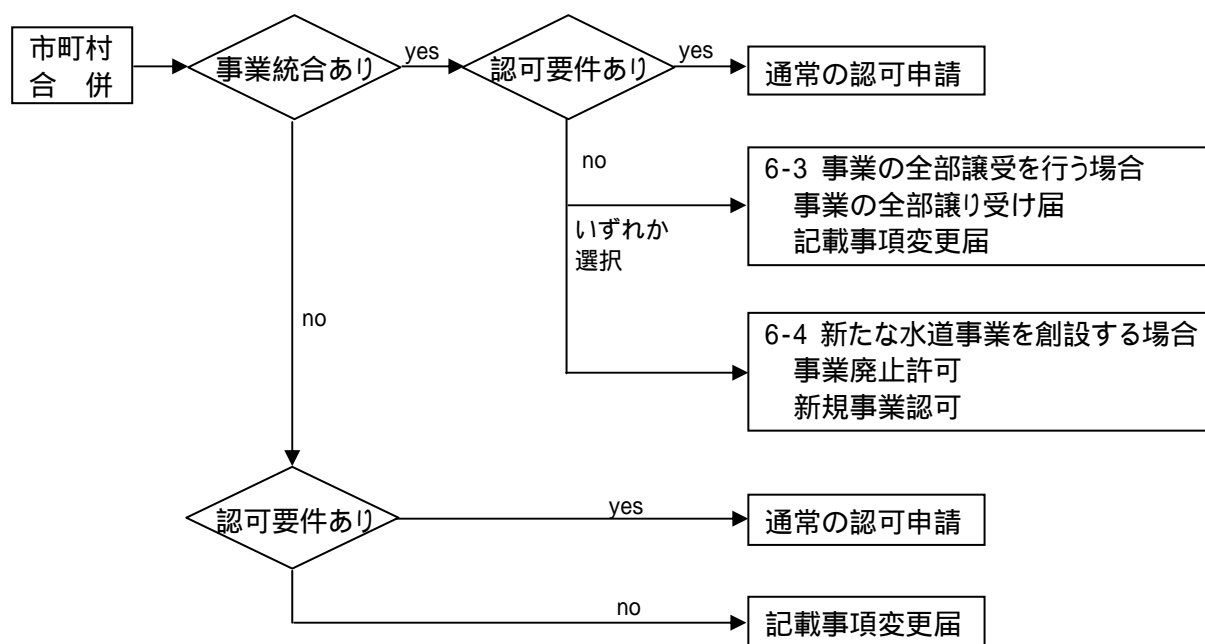 市町村
合　併
事業統合あり
yes
認可要件あり
yes
通常の認可申請
no
いずれか
選択
6-3 事業の全部譲受を行う場合
事業の全部譲り受け届
記載事項変更届
6-4 新たな水道事業を創設する場合
事業廃止許可
新規事業認可
no
認可要件あり
yes
通常の認可申請
no
記載事項変更届